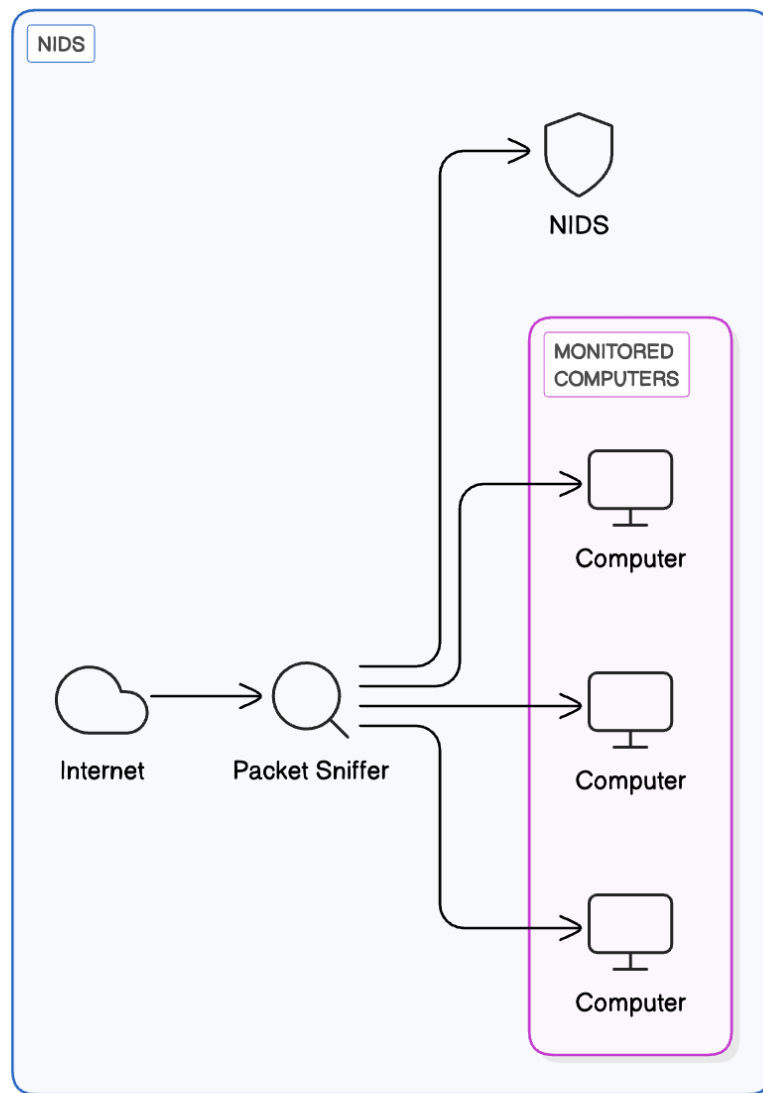 NIDS
NIDS
MONITORED
COMPUTERS
Computer
Internet
Packet Sniffer
Computer
Computer